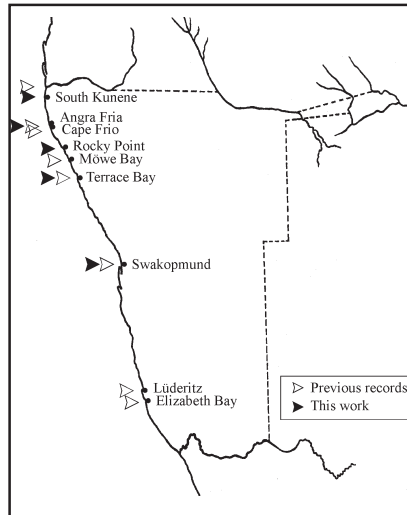 South Kunene
Angra Fria
Cape Frio
Rocky Point
Möwe Bay
Terrace Bay
Swakopmund
Lüderitz
Elizabeth Bay
Previous records
This work